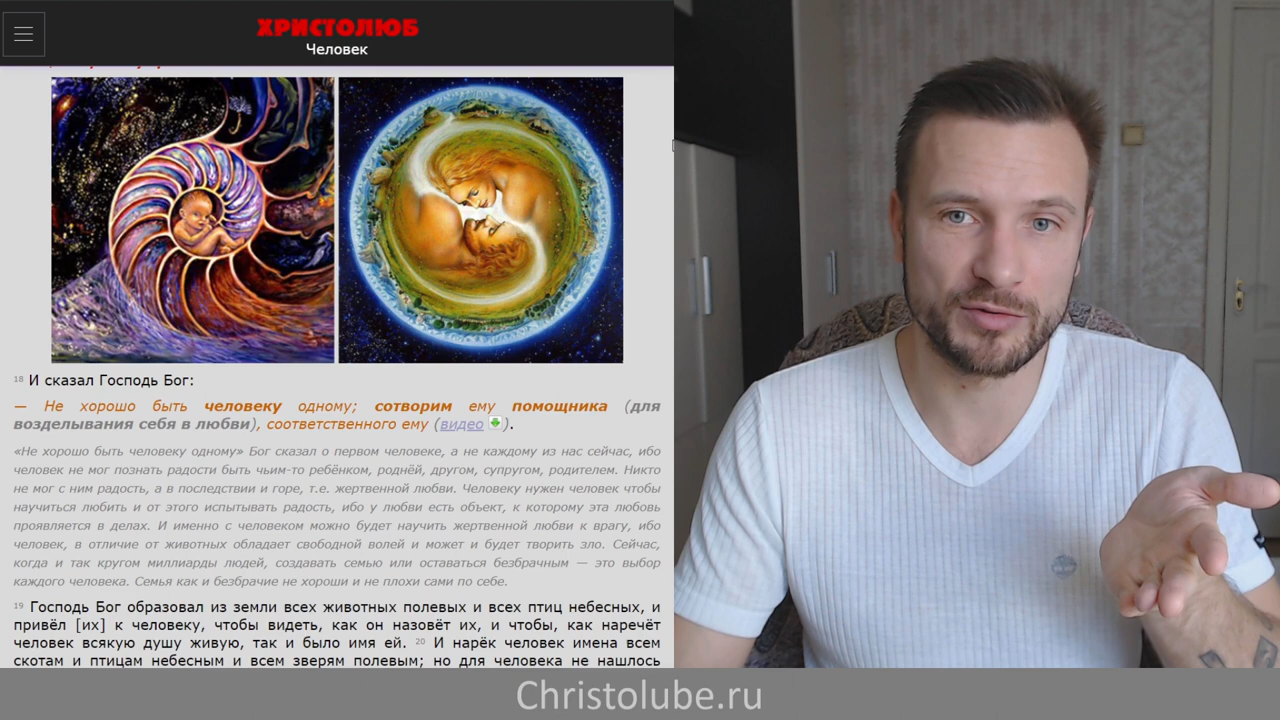 ХРИСТОЛЮБ
Человек
18 И сказал Господь Бог:
— Не хорошо быть человеку одному; сотворим ему помощника (для
возделывания себя в любви), соответственного ему (видео ).
«Не хорошо быть человеку одному» Бог сказал о первом человеке, а не каждому из нас сейчас, ибо
человек не мог познать радости быть чьим-то ребёнком, роднёй, другом, супругом, родителем. Никто
не мог с ним радость, а в последствии и горе, т.е. жертвенной любви. Человеку нужен человек чтобы
научиться любить и от этого испытывать радость, ибо у любви есть объект, к которому эта любовь
проявляется в делах. И именно с человеком можно будет научить жертвенной любви к врагу, ибо
человек, в отличие от животных обладает свободной волей и может и будет творить зло. Сейчас,
когда и так кругом миллиарды людей, создавать семью или оставаться безбрачным — это выбор
каждого человека. Семья как и безбрачие не хороши и не плохи сами по себе.
19 Господь Бог образовал из земли всех животных полевых и всех птиц небесных, и
привёл [их] к человеку, чтобы видеть, как он назовёт их, и чтобы, как наречёт
человек всякую душу живую, так и было имя ей. 20 И нарёк человек имена всем
скотам и птицам небесным и всем зверям полевым; но для человека не нашлось
Christolube.ru